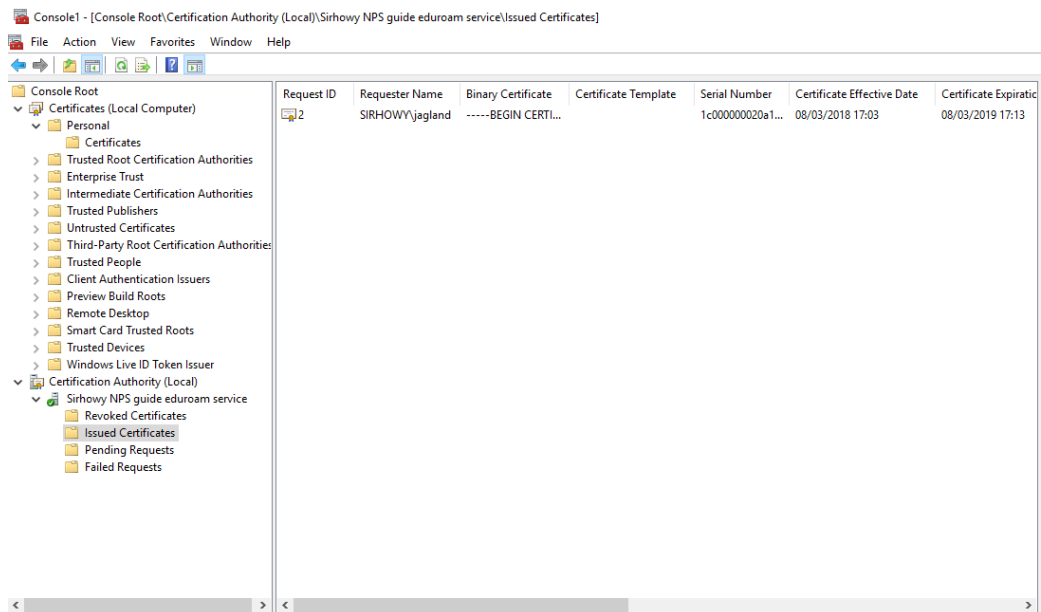 Console1 - [Console Root\Certification Authority (Local)\Sirhowy NPS guide eduroam service\Issued Certificates]
File Action View Favorites Window Help
Console Root
Certificates (Local Computer)
Personal
Certificates
Trusted Root Certification Authorities
Enterprise Trust
Intermediate Certification Authorities
Trusted Publishers
Untrusted Certificates
Third-Party Root Certification Authorities
Trusted People
Client Authentication Issuers
Preview Build Roots
Remote Desktop
Smart Card Trusted Roots
Trusted Devices
Windows Live ID Token Issuer
Certification Authority (Local)
Sirhowy NPS guide eduroam service
Revoked Certificates
Issued Certificates
Pending Requests
Failed Requests
Request ID Requester Name Binary Certificate Certificate Template Serial Number Certificate Effective Date Certificate Expiratic
2 SIRHOWY\jagland -----BEGIN CERTI... 1c000000020a1... 08/03/2018 17:03 08/03/2019 17:13